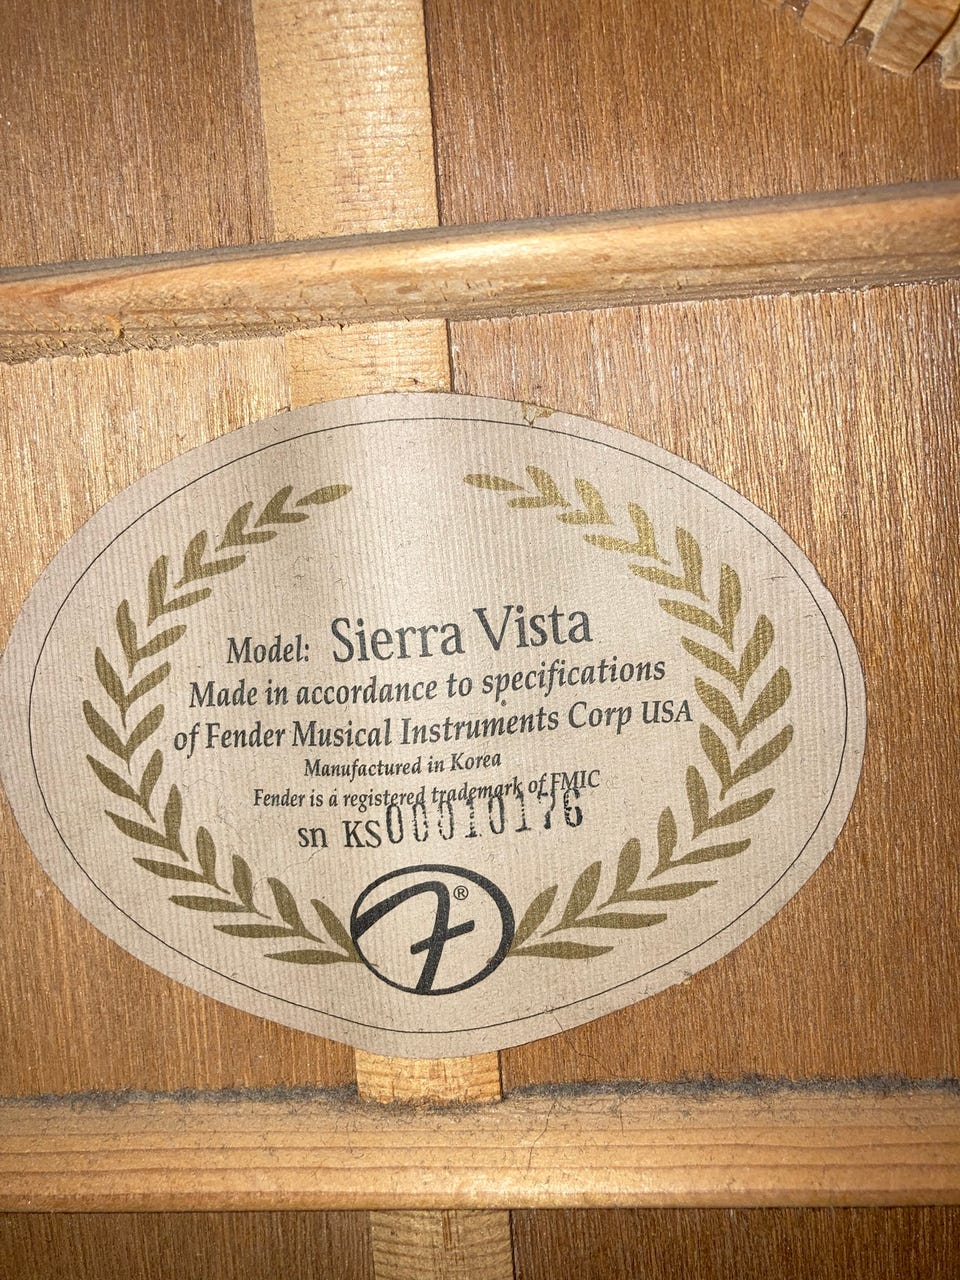 Model: Sierra Vista
Made in accordance to specifications
of Fender Musical Instruments Corp USA
Manufactured in Korea
Fender is a registered trademark of FMIC
sn KS00010176
F®